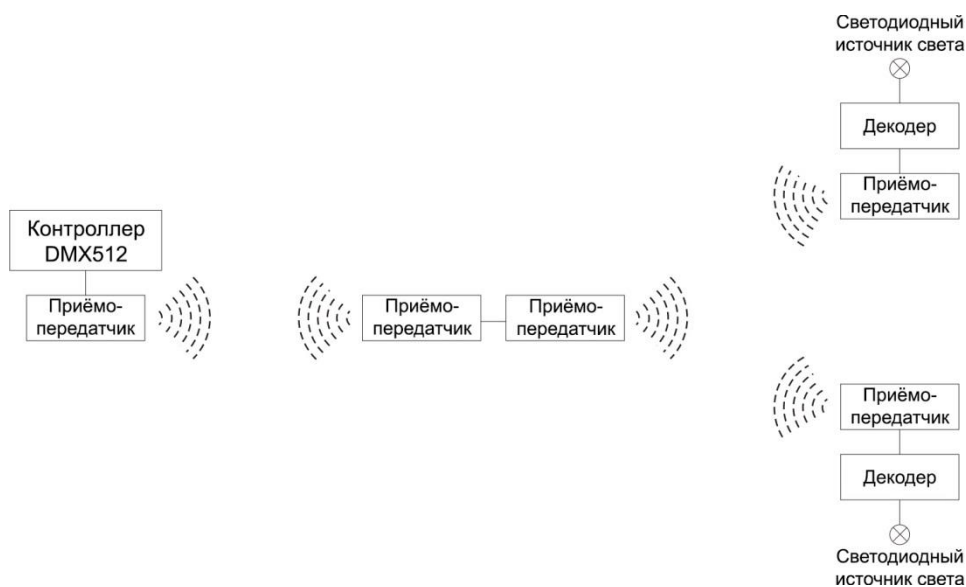 Контроллер
DMX512
Приёмо-
передатчик
Приёмо-
передатчик
Приёмо-
передатчик
Светодиодный
источник света
Декодер
Приёмо-
передатчик
Приёмо-
передатчик
Декодер
Светодиодный
источник света